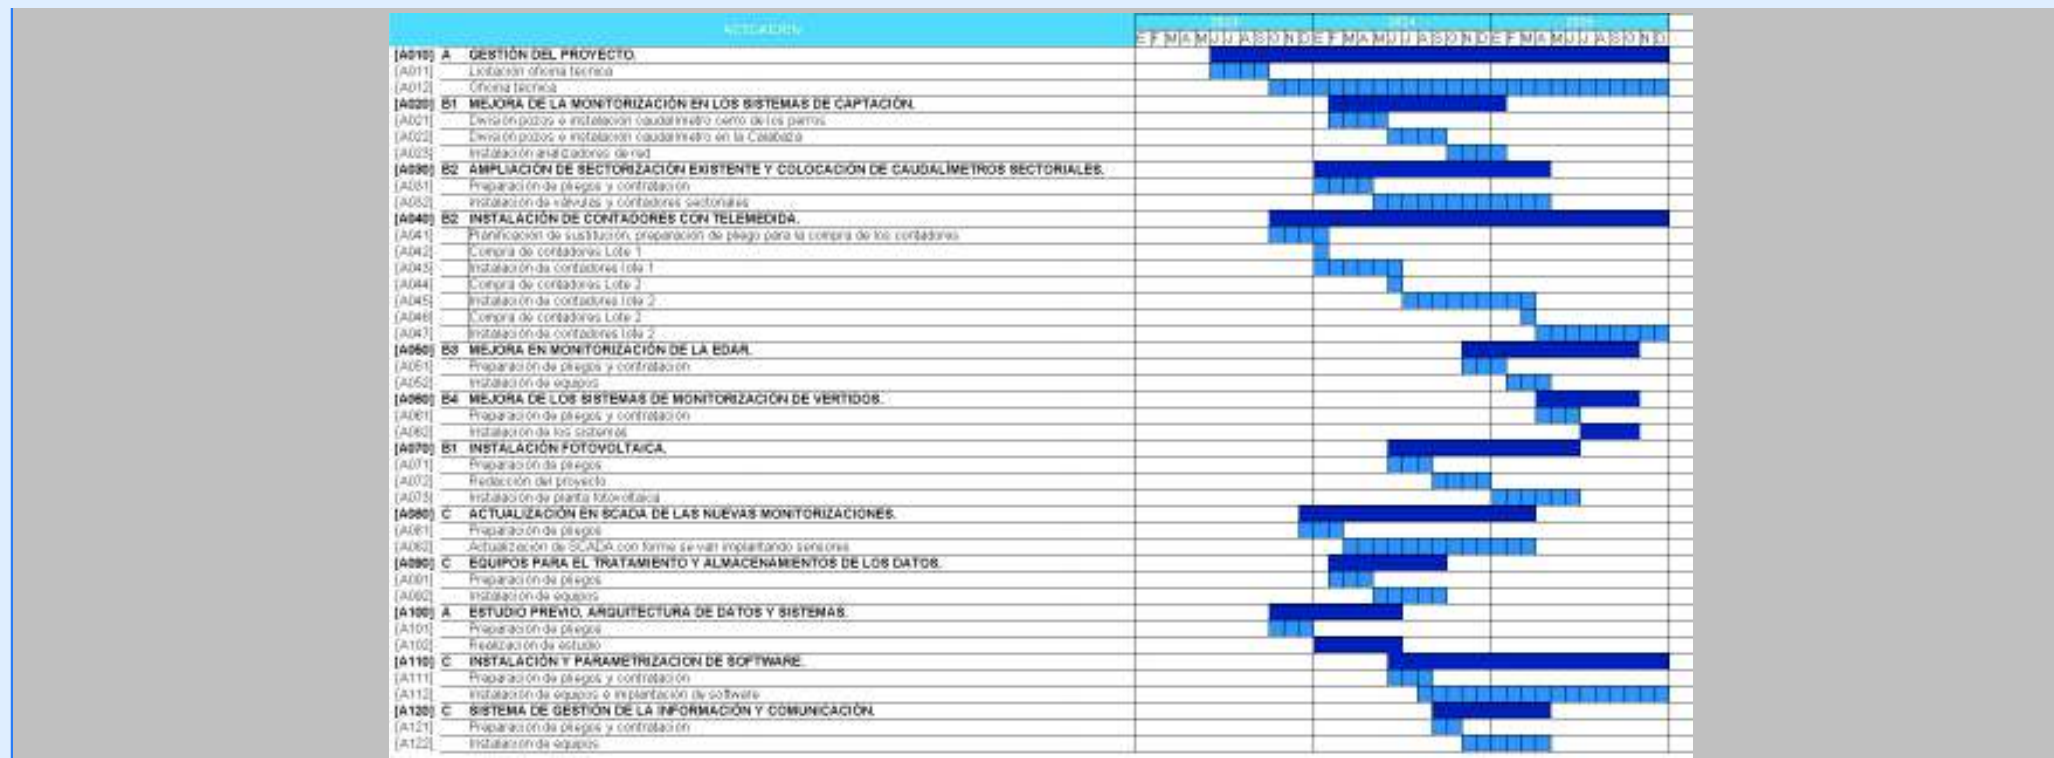 ACTUACIÓN
2023 2024 2025
E F M A M J J A S O N D E F M A M J J A S O N D E F M A M J J A S O N D
[A010] A GESTIÓN DEL PROYECTO.
[A011] Licitación oficina técnica
[A012] Oficina técnica
[A020] B1 MEJORA DE LA MONITORIZACIÓN EN LOS SISTEMAS DE CAPTACIÓN.
[A021] División pozos e instalación caudalímetro cerro de los perros
[A022] División pozos e instalación caudalímetro en la Calabaza
[A023] Instalación analizadores de red
[A030] B2 AMPLIACIÓN DE SECTORIZACIÓN EXISTENTE Y COLOCACIÓN DE CAUDALÍMETROS SECTORIALES.
[A031] Preparación de pliegos y contratación
[A032] Instalación de válvulas y contadores sectoriales
[A040] B2 INSTALACIÓN DE CONTADORES CON TELEMEDIDA.
[A041] Planificación de sustitución, preparación de pliego para la compra de los contadores
[A042] Compra de contadores Lote 1
[A043] Instalación de contadores lote 1
[A044] Compra de contadores Lote 2
[A045] Instalación de contadores lote 2
[A046] Compra de contadores Lote 2
[A047] Instalación de contadores lote 2
[A050] B3 MEJORA EN MONITORIZACIÓN DE LA EDAR.
[A051] Preparación de pliegos y contratación
[A052] Instalación de equipos
[A060] B4 MEJORA DE LOS SISTEMAS DE MONITORIZACIÓN DE VERTIDOS.
[A061] Preparación de pliegos y contratación
[A062] Instalación de los sistemas
[A070] B1 INSTALACIÓN FOTOVOLTAICA.
[A071] Preparación de pliegos
[A072] Redacción del proyecto
[A073] Instalación de planta fotovoltaica
[A080] C ACTUALIZACIÓN EN SCADA DE LAS NUEVAS MONITORIZACIONES.
[A081] Preparación de pliegos
[A082] Actualización de SCADA con forme se van implantando sensores
[A090] C EQUIPOS PARA EL TRATAMIENTO Y ALMACENAMIENTOS DE LOS DATOS.
[A091] Preparación de pliegos
[A092] Instalación de equipos
[A100] A ESTUDIO PREVIO, ARQUITECTURA DE DATOS Y SISTEMAS.
[A101] Preparación de pliegos
[A102] Realización de estudio
[A110] C INSTALACIÓN Y PARAMETRIZACION DE SOFTWARE.
[A111] Preparación de pliegos y contratación
[A112] Instalación de equipos e implantación de software
[A120] C SISTEMA DE GESTIÓN DE LA INFORMACIÓN Y COMUNICACIÓN.
[A121] Preparación de pliegos y contratación
[A122] Instalación de equipos